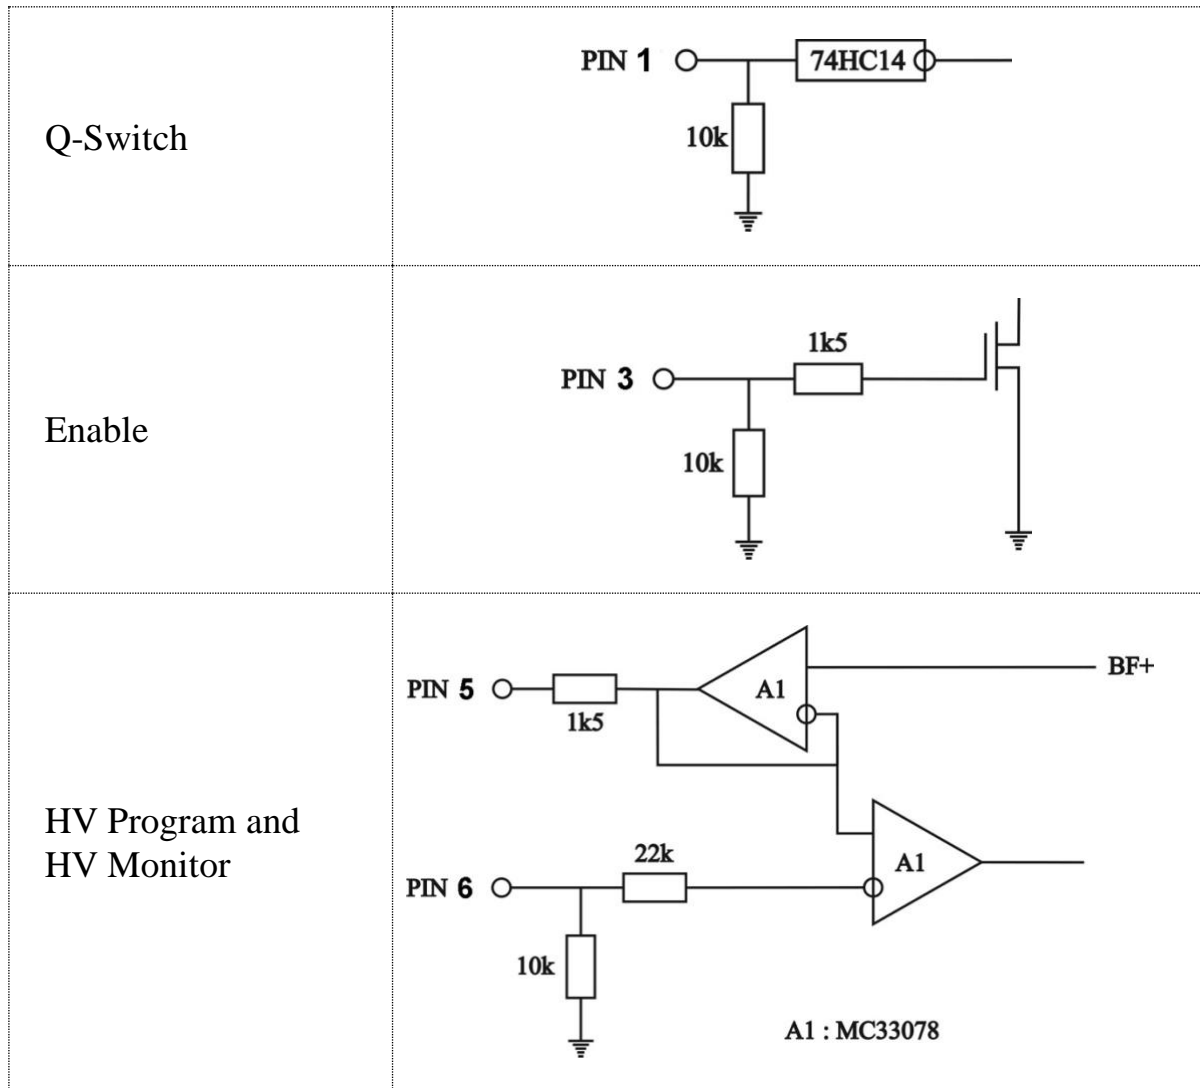 Q-Switch
PIN 1
74HC14
10k
Enable
PIN 3
1k5
10k
HV Program and
HV Monitor
PIN 5
1k5
A1
BF+
PIN 6
22k
A1
10k
A1 : MC33078